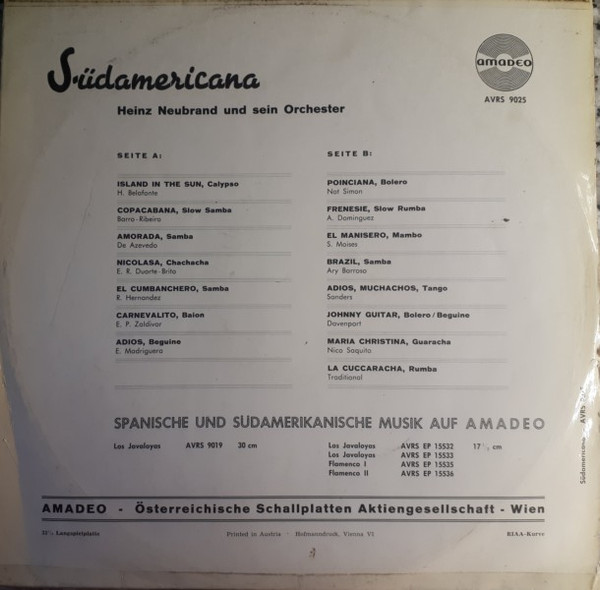 Südamericana
Heinz Neubrand und sein Orchester
amadeo
AVRS 9025
SEITE A:
ISLAND IN THE SUN, Calypso
H. Belafonte
COPACABANA, Slow Samba
Barro-Ribeiro
AMORADA, Samba
De Azevedo
NICOLASA, Chachacha
E. R. Duarte-Brito
EL CUMBANCHERO, Samba
R. Hernandez
CARNEVALITO, Baion
E. P. Zaldivar
ADIOS, Beguine
E. Madriguera
SEITE B:
POINCIANA, Bolero
Nat Simon
FRENESIE, Slow Rumba
A. Dominguez
EL MANISERO, Mambo
S. Moises
BRAZIL, Samba
Ary Barroso
ADIOS, MUCHACHOS, Tango
Sanders
JOHNNY GUITAR, Bolero/Beguine
Davenport
MARIA CHRISTINA, Guaracha
Nico Saquito
LA CUCCARACHA, Rumba
Traditional
SPANISCHE UND SÜDAMERIKANISCHE MUSIK AUF AMADEO
Los Javaloyas AVRS 9019 30 cm
Los Javaloyas AVRS EP 15532 17 cm
Los Javaloyas AVRS EP 15533
Flamenco I AVRS EP 15535
Flamenco II AVRS EP 15536
AMADEO - Österreichische Schallplatten Aktiengesellschaft - Wien
33⅓ Langspielplatte
Printed in Austria · Hofmanndruck, Vienna VI
RIAA-Kurve
Südamericana AVRS